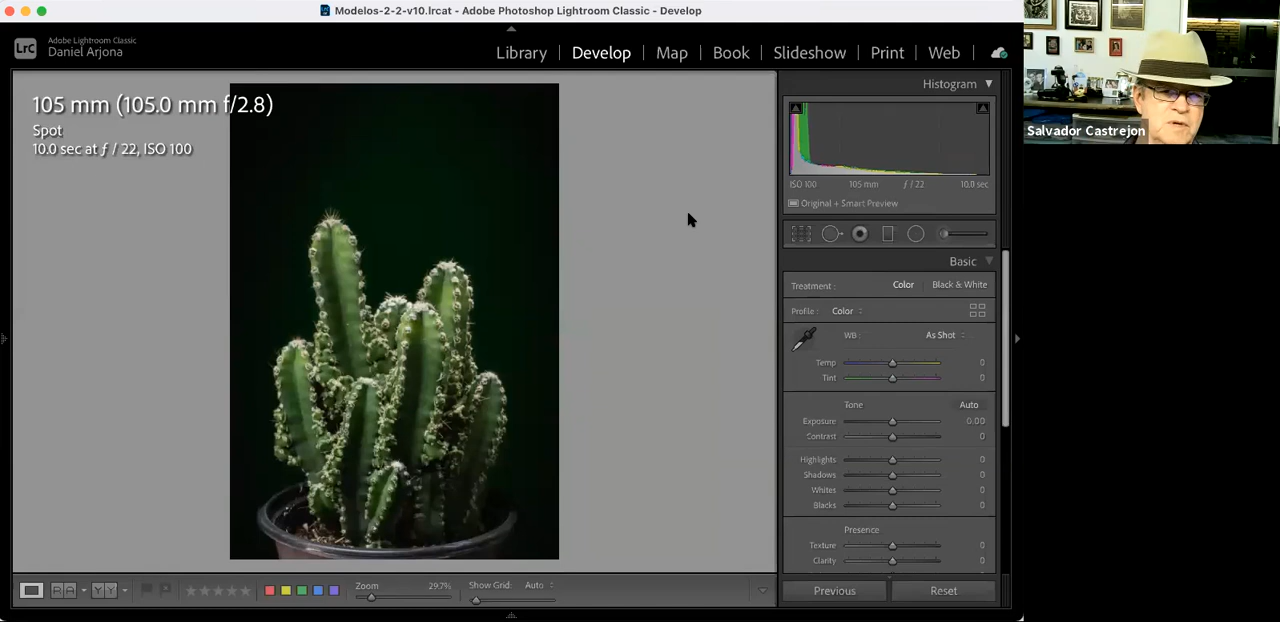 Modelos-2-2-v10.lrcat - Adobe Photoshop Lightroom Classic - Develop
LrC
Adobe Lightroom Classic
Daniel Arjona
Library
Develop
Map
Book
Slideshow
Print
Web
105 mm (105.0 mm f/2.8)
Spot
10.0 sec at ƒ / 22, ISO 100
Histogram
ISO 100 105 mm ƒ / 22 10.0 sec
Original + Smart Preview
Basic
Treatment : Color Black & White
Profile : Color
WB : As Shot
Temp 0
Tint 0
Tone Auto
Exposure 0.00
Contrast 0
Highlights 0
Shadows 0
Whites 0
Blacks 0
Presence
Texture 0
Clarity 0
Previous Reset
Zoom 29.7% Show Grid: Auto
Salvador Castrejon